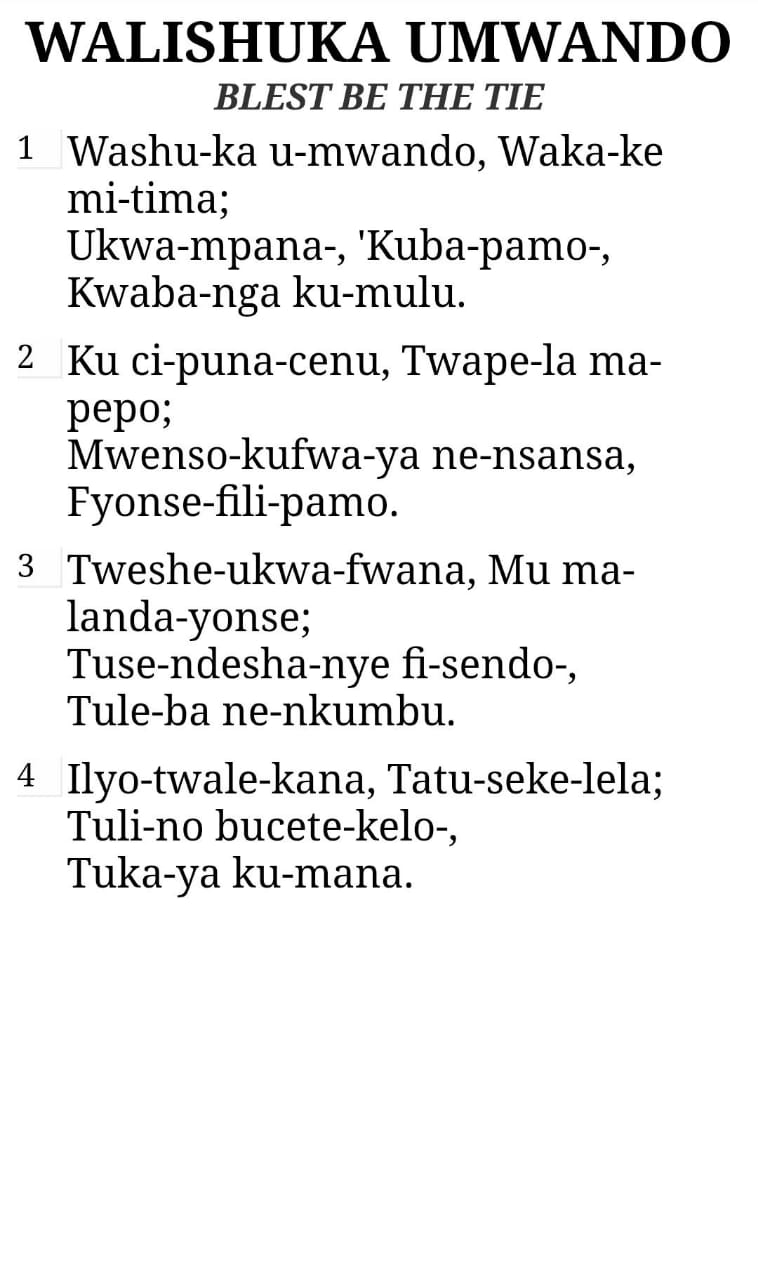 WALISHUKA UMWANDO
BLEST BE THE TIE
1 Washu-ka u-mwando, Waka-ke
mi-tima;
Ukwa-mpana-, 'Kuba-pamo-,
Kwaba-nga ku-mulu.
2 Ku ci-puna-cenu, Twape-la ma-
pepo;
Mwenso-kufwa-ya ne-nsansa,
Fyonse-fili-pamo.
3 Tweshe-ukwa-fwana, Mu ma-
landa-yonse;
Tuse-ndesha-nye fi-sendo-,
Tule-ba ne-nkumbu.
4 Ilyo-twale-kana, Tatu-seke-lela;
Tuli-no bucete-kelo-,
Tuka-ya ku-mana.